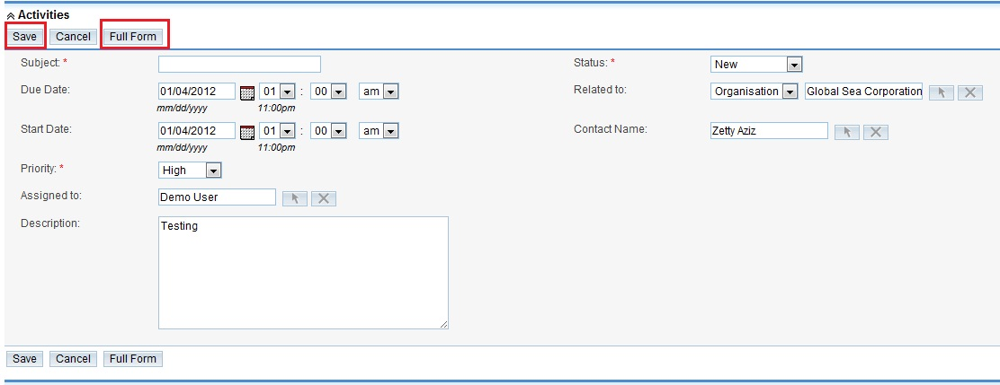 Activities
Save Cancel Full Form
Subject: * Status: * New
Due Date: 01/04/2012 01 : 00 am Related to: Organisation Global Sea Corporation
mm/dd/yyyy 11:00pm
Start Date: 01/04/2012 01 : 00 am Contact Name: Zetty Aziz
mm/dd/yyyy 11:00pm
Priority: * High
Assigned to: Demo User
Description: Testing
Save Cancel Full Form